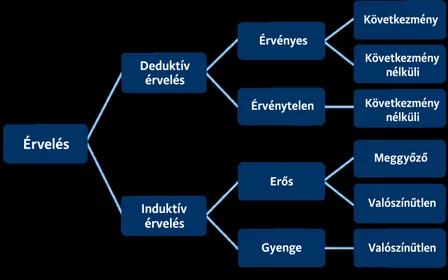 Következmény
Érvényes
Deduktív
érvelés
Következmény
nélküli
Érvénytelen
Következmény
nélküli
Érvelés
Erős
Meggyőző
Induktív
érvelés
Valószínűtlen
Gyenge
Valószínűtlen